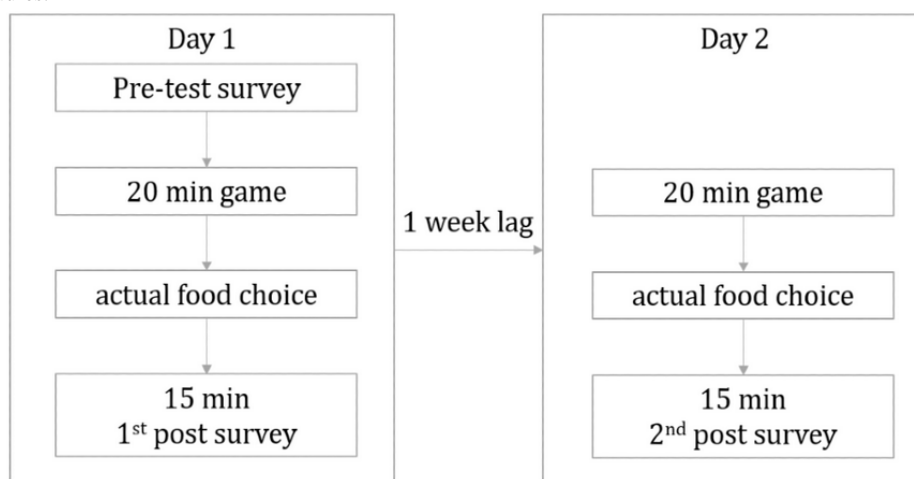 Day 1
Pre-test survey
20 min game
actual food choice
15 min
1st post survey
1 week lag
Day 2
20 min game
actual food choice
15 min
2nd post survey